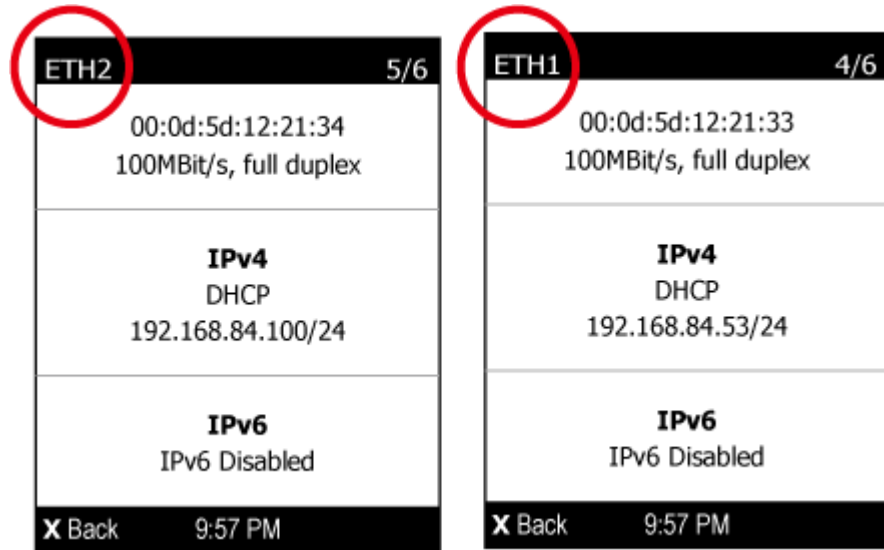 ETH2 5/6
00:0d:5d:12:21:34
100MBit/s, full duplex
IPv4
DHCP
192.168.84.100/24
IPv6
IPv6 Disabled
X Back 9:57 PM
ETH1 4/6
00:0d:5d:12:21:33
100MBit/s, full duplex
IPv4
DHCP
192.168.84.53/24
IPv6
IPv6 Disabled
X Back 9:57 PM